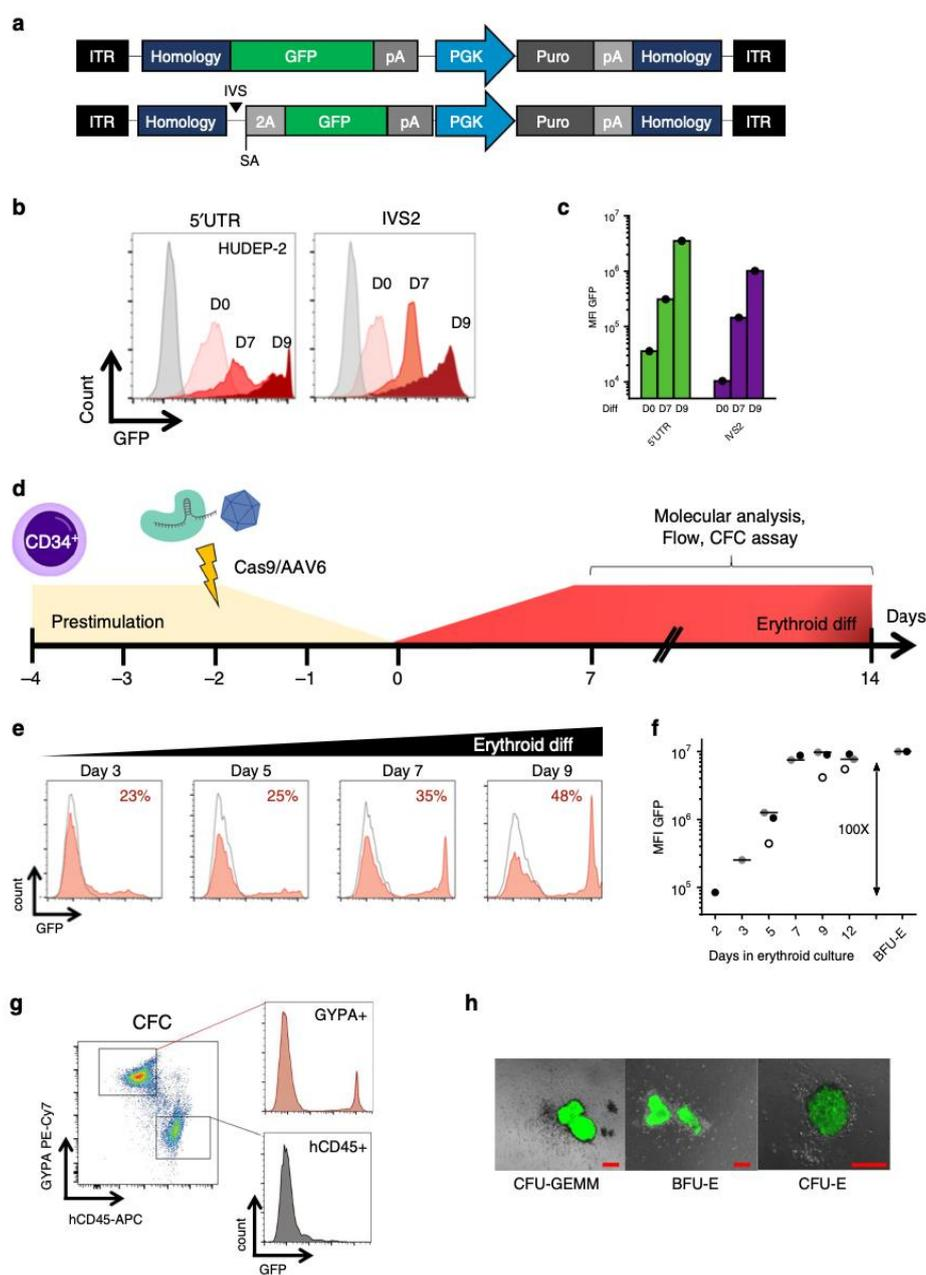 a
ITR Homology GFP pA PGK Puro pA Homology ITR
IVS
ITR Homology 2A GFP pA PGK Puro pA Homology ITR
SA
b
5′UTR
HUDEP-2
D0
D7
D9
IVS2
D0
D7
D9
Count
GFP
c
MFI GFP
10⁷
10⁶
10⁵
10⁴
Diff D0 D7 D9 D0 D7 D9
5′UTR IVS2
d
CD34⁺
Cas9/AAV6
Molecular analysis,
Flow, CFC assay
Prestimulation
Erythroid diff
Days
–4 –3 –2 –1 0 7 14
e
Erythroid diff
Day 3 Day 5 Day 7 Day 9
23% 25% 35% 48%
count
GFP
f
MFI GFP
10⁷
10⁶
10⁵
100X
2 3 5 7 9 12 BFU-E
Days in erythroid culture
g
CFC
GYPA PE-Cy7
hCD45-APC
GYPA+
hCD45+
count
GFP
h
CFU-GEMM BFU-E CFU-E